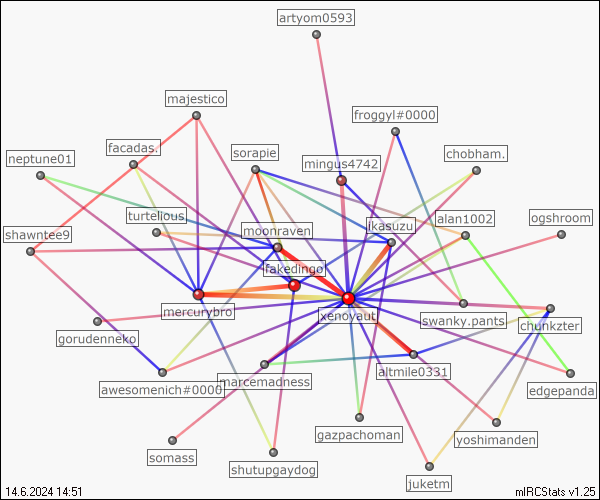 artyom0593
majestico
froggyl#0000
facadas.
neptune01
sorapie
chobham.
mingus4742
turtelious
alan1002
ogshroom
ikasuzu
moonraven
shawntee9
fakedingo
mercurybro
xenoyaut
swanky.pants
chunkzter
gorudenneko
ajtmile0331
awesomenich#0000
marcemadness
edgepanda
gazpachoman
yoshimanden
somass
shutupgaydog
juketm
14.6.2024 14:51
mIRCStats v1.25